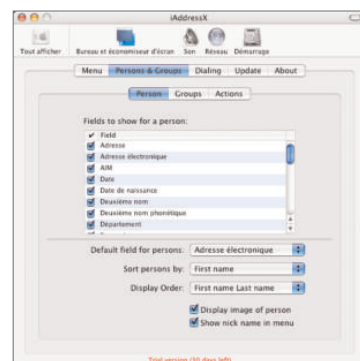 iAddressX
Tout afficher Bureau et économiseur d'écran Son Réseau Démarrage
Menu Persons & Groups Dialing Update About
Person Groups Actions
Fields to show for a person:
Field
Adresse
Adresse électronique
AIM
Date
Date de naissance
Deuxième nom
Deuxième nom phonétique
Département
Default field for persons: Adresse électronique
Sort persons by: First name
Display Order: First name Last name
Display image of person
Show nick name in menu
Trial version (30 days left)